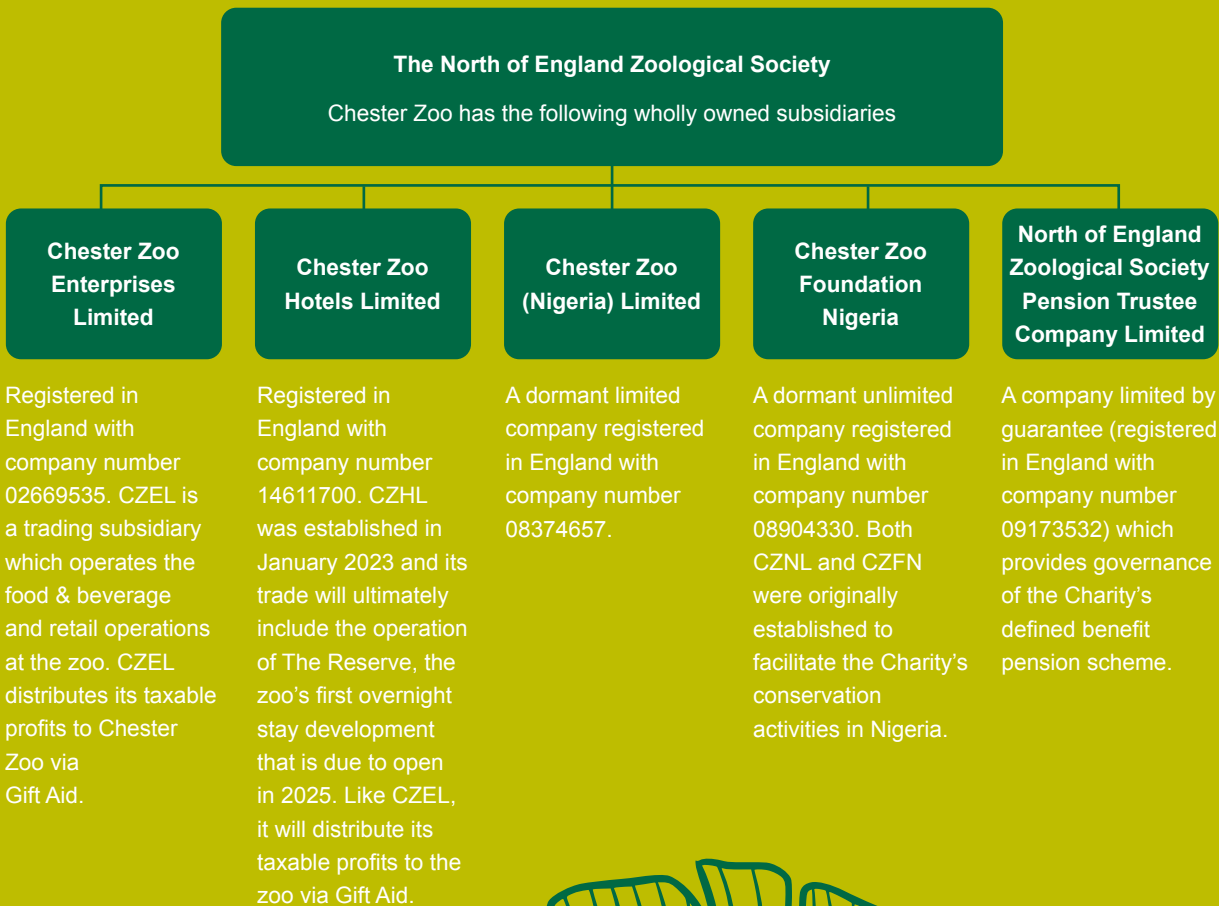 The North of England Zoological Society
Chester Zoo has the following wholly owned subsidiaries
Chester Zoo
Enterprises
Limited
Registered in
England with
company number
02669535. CZEL is
a trading subsidiary
which operates the
food & beverage
and retail operations
at the zoo. CZEL
distributes its taxable
profits to Chester
Zoo via
Gift Aid.
Chester Zoo
Hotels Limited
Registered in
England with
company number
14611700. CZHL
was established in
January 2023 and its
trade will ultimately
include the operation
of The Reserve, the
zoo’s first overnight
stay development
that is due to open
in 2025. Like CZEL,
it will distribute its
taxable profits to the
zoo via Gift Aid.
Chester Zoo
(Nigeria) Limited
A dormant limited
company registered
in England with
company number
08374657.
Chester Zoo
Foundation
Nigeria
A dormant unlimited
company registered
in England with
company number
08904330. Both
CZNL and CZFN
were originally
established to
facilitate the Charity’s
conservation
activities in Nigeria.
North of England
Zoological Society
Pension Trustee
Company Limited
A company limited by
guarantee (registered
in England with
company number
09173532) which
provides governance
of the Charity’s
defined benefit
pension scheme.